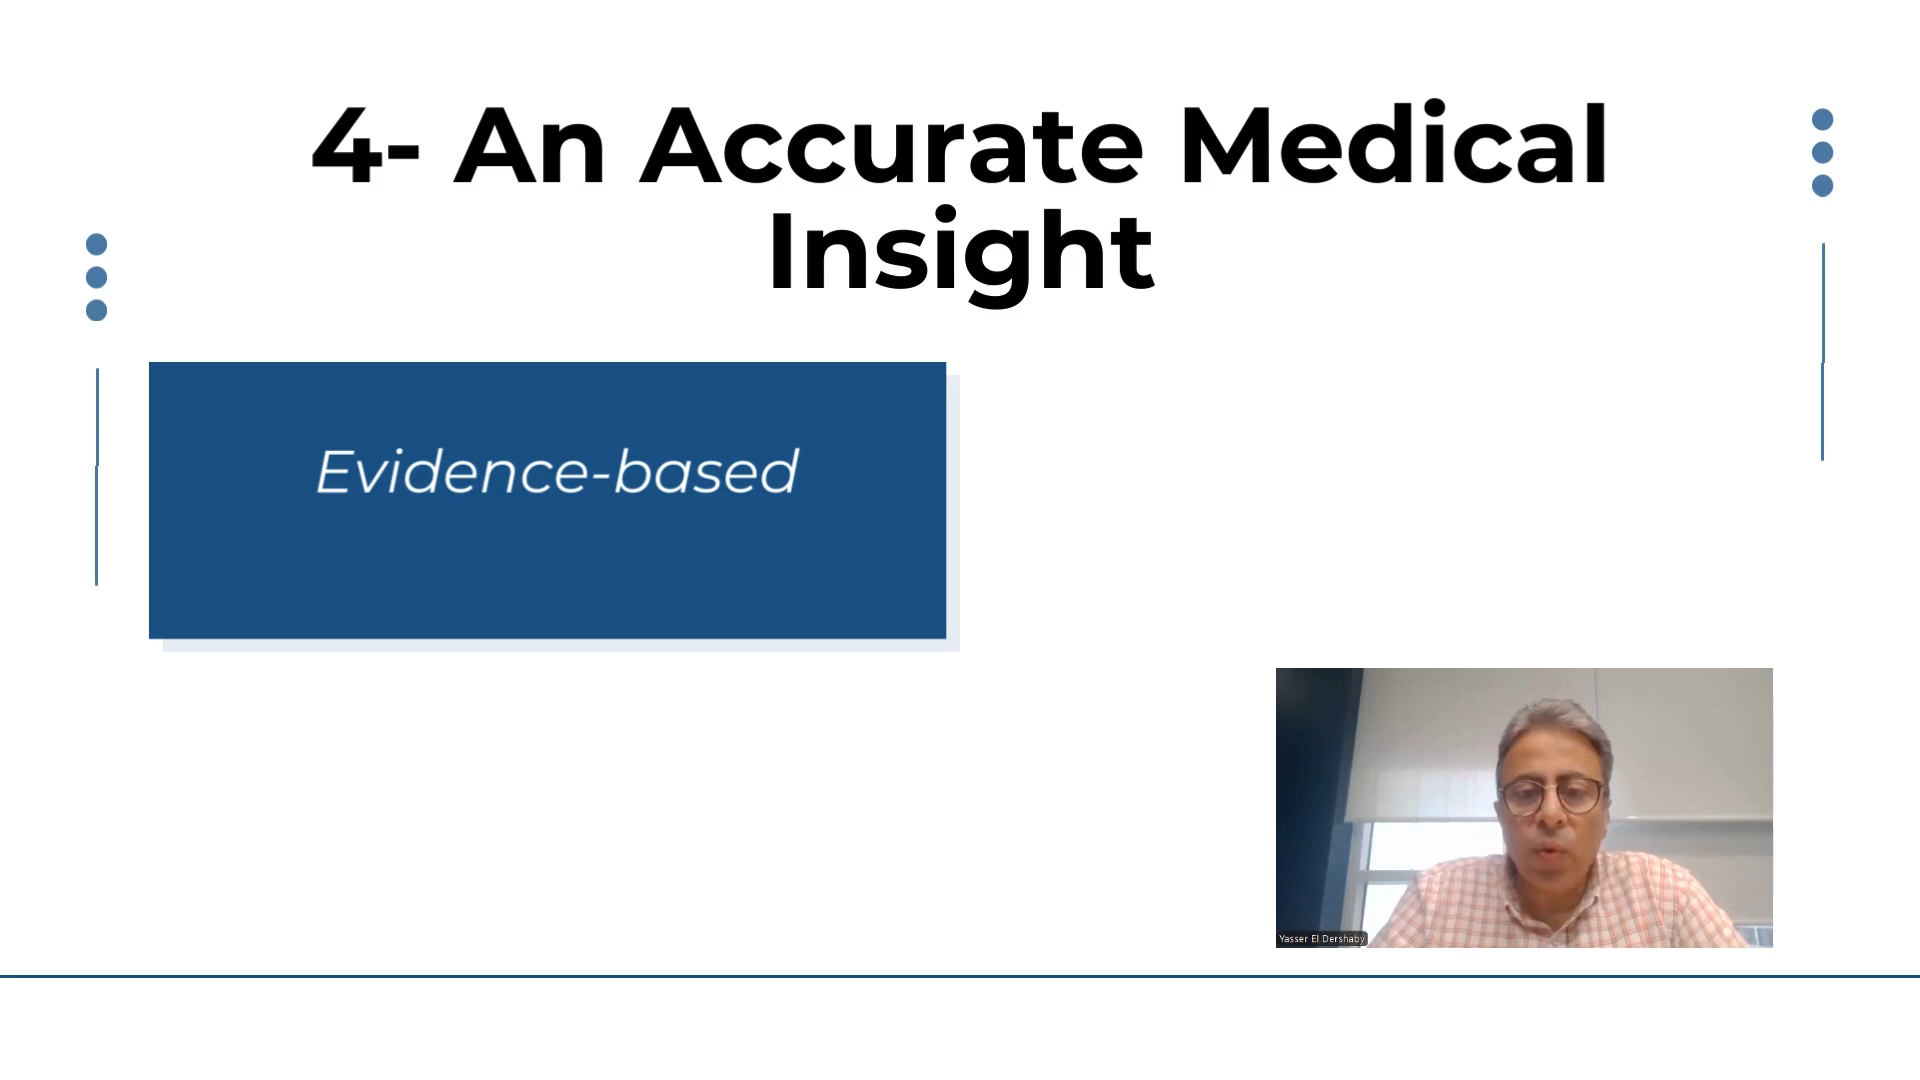 4- An Accurate Medical
Insight
Evidence-based
Yasser El Dershaby